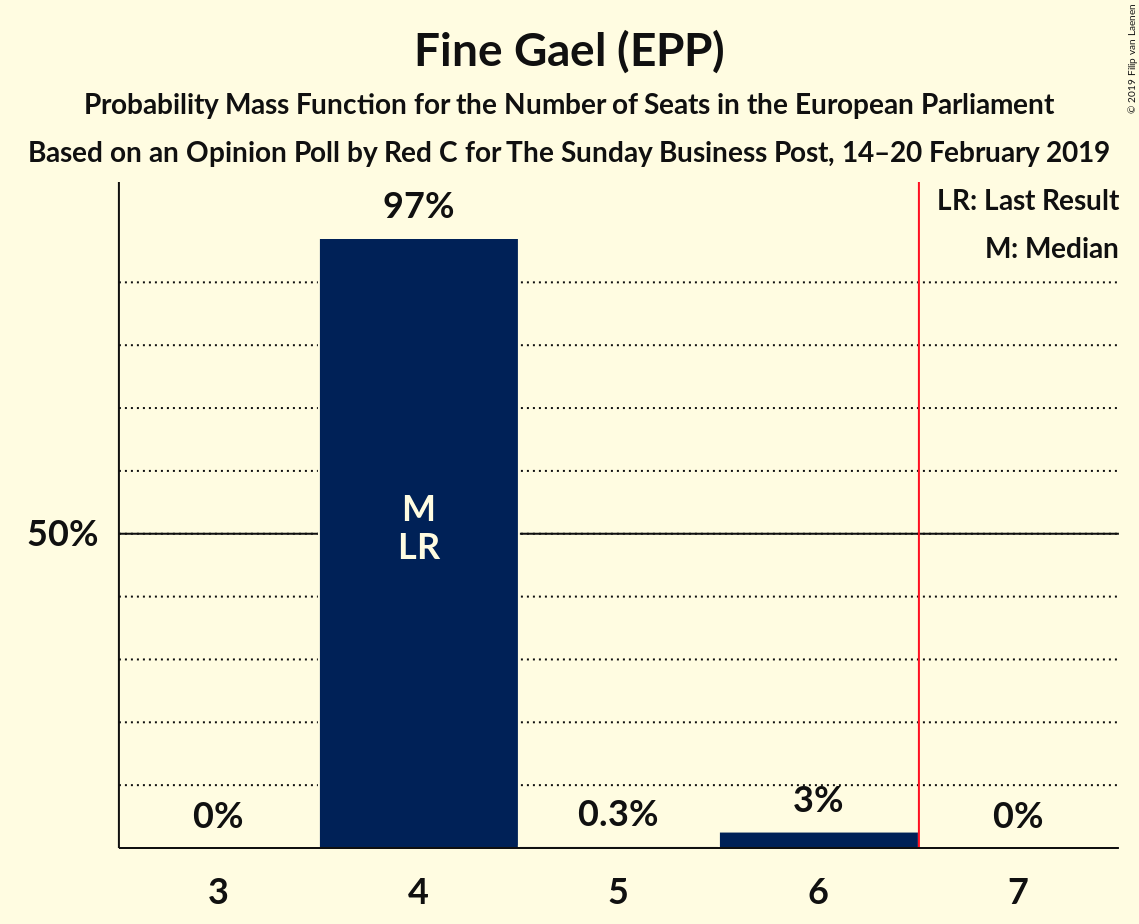 Fine Gael (EPP)
Probability Mass Function for the Number of Seats in the European Parliament
Based on an Opinion Poll by Red C for The Sunday Business Post, 14–20 February 2019
© 2019 Filip van Laenen
LR: Last Result
M: Median
97%
M
LR
50%
0%
0.3%
3%
0%
3
4
5
6
7